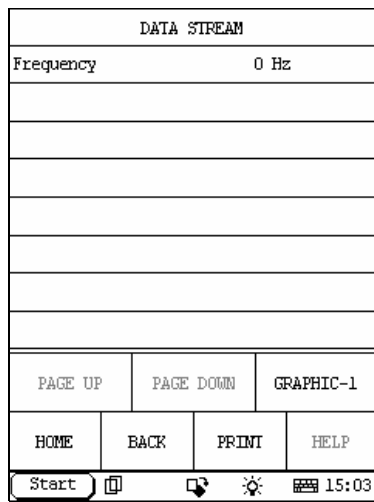 DATA STREAM
Frequency 0 Hz
PAGE UP PAGE DOWN GRAPHIC-1
HOME BACK PRINT HELP
Start 15:03